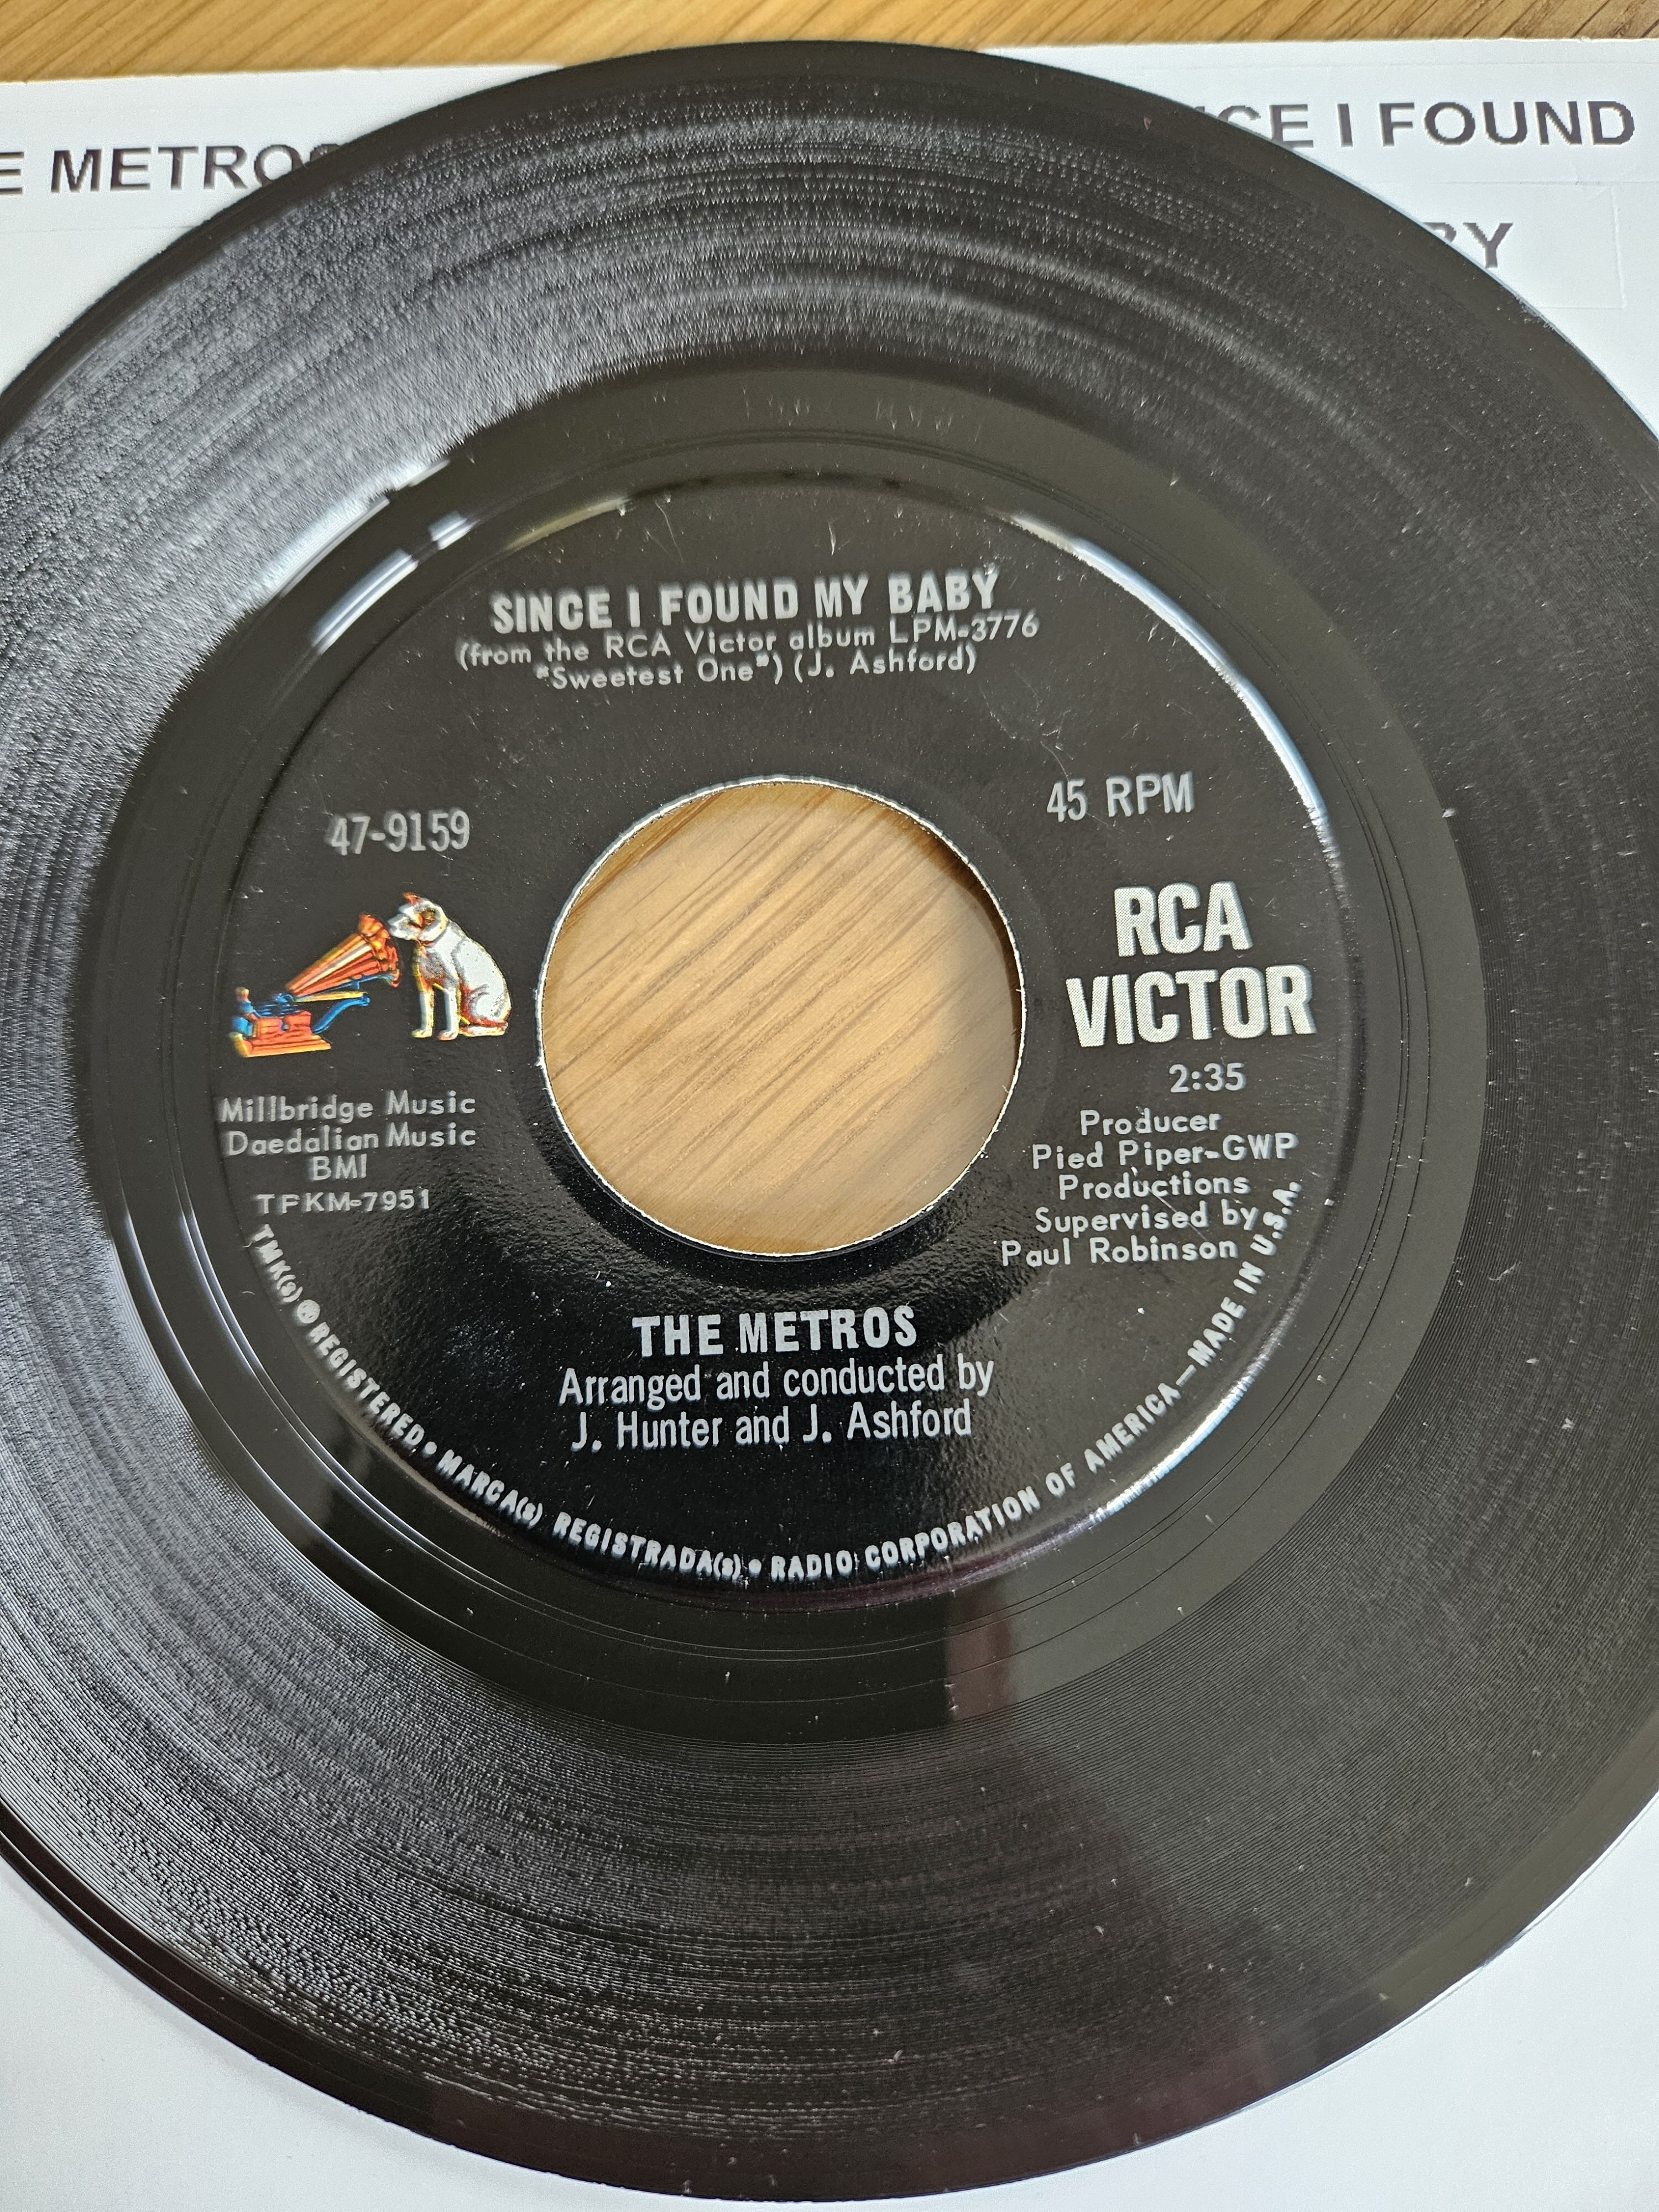 METROS
I FOUND
SINCE I FOUND MY BABY
(from the RCA Victor album LPM-3776
"Sweetest One") (J. Ashford)
47-9159
45 RPM
RCA
VICTOR
2:35
Millbridge Music
Daedalian Music
BMI
TPKM-7951
Producer
Pied Piper-GWP
Productions
Supervised by
Paul Robinson
THE METROS
Arranged and conducted by
J. Hunter and J. Ashford
TMK(s) ® REGISTERED • MARCA(s) REGISTRADA(s) • RADIO CORPORATION OF AMERICA—MADE IN U.S.A.